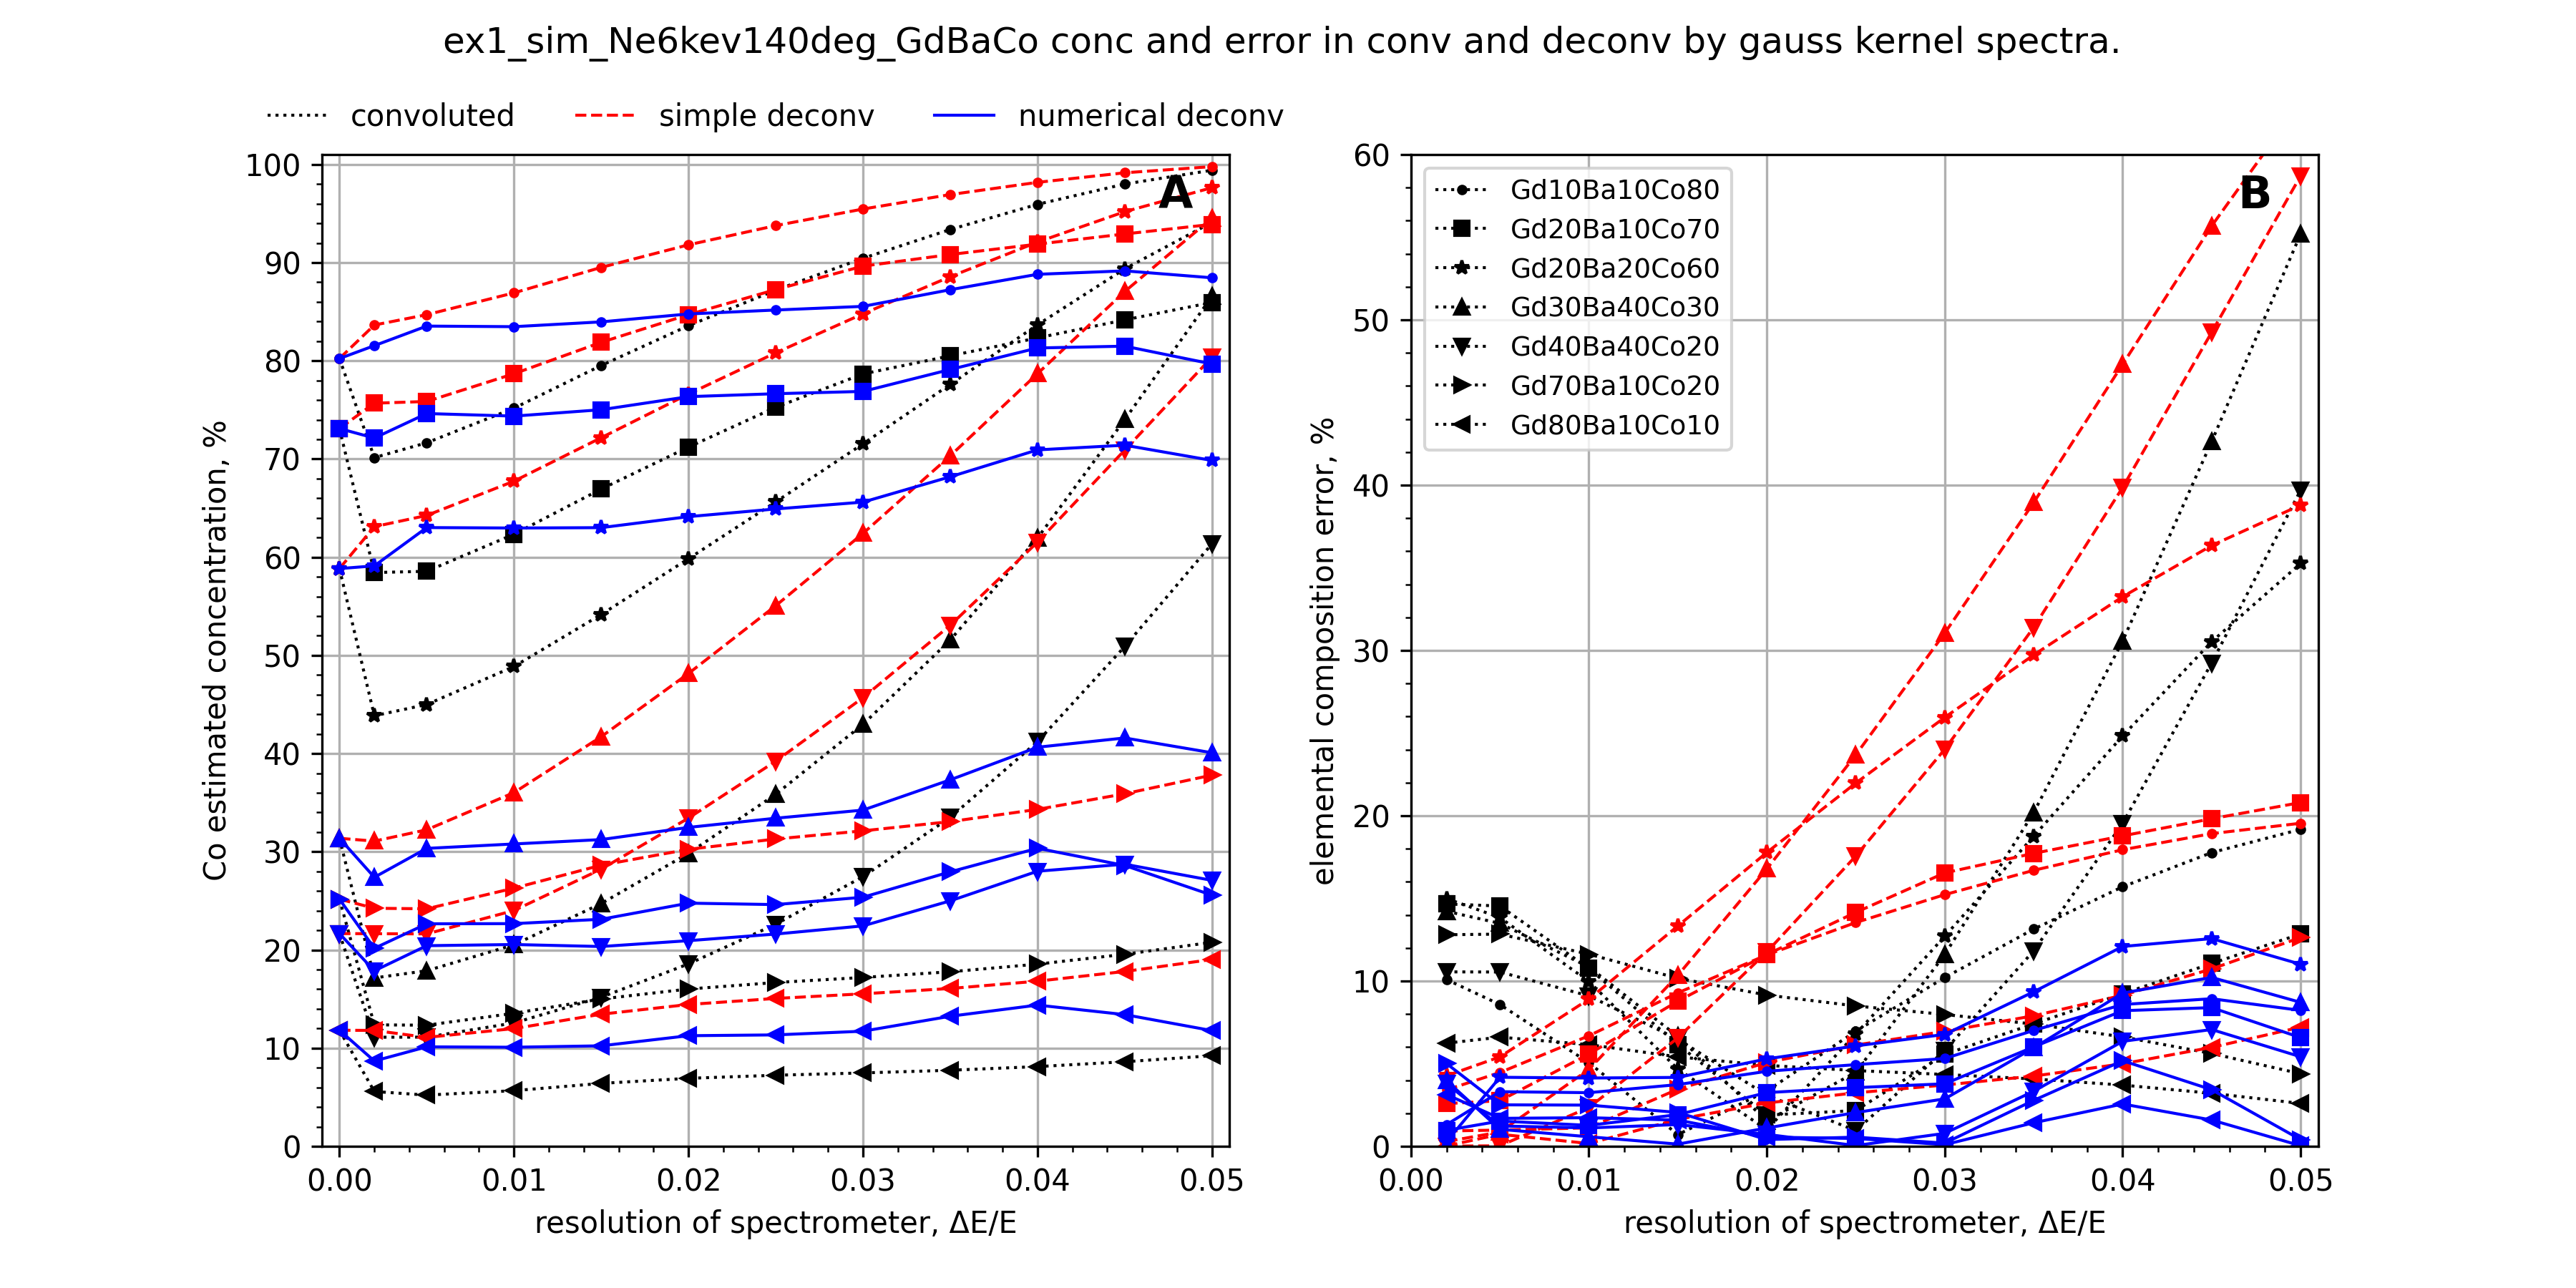 ex1_sim_Ne6kev140deg_GdBaCo conc and error in conv and deconv by gauss kernel spectra.
convoluted simple deconv numerical deconv
A
Co estimated concentration, %
100
90
80
70
60
50
40
30
20
10
0
0.00 0.01 0.02 0.03 0.04 0.05
resolution of spectrometer, ΔE/E
B
Gd10Ba10Co80
Gd20Ba10Co70
Gd20Ba20Co60
Gd30Ba40Co30
Gd40Ba40Co20
Gd70Ba10Co20
Gd80Ba10Co10
elemental composition error, %
60
50
40
30
20
10
0
0.00 0.01 0.02 0.03 0.04 0.05
resolution of spectrometer, ΔE/E